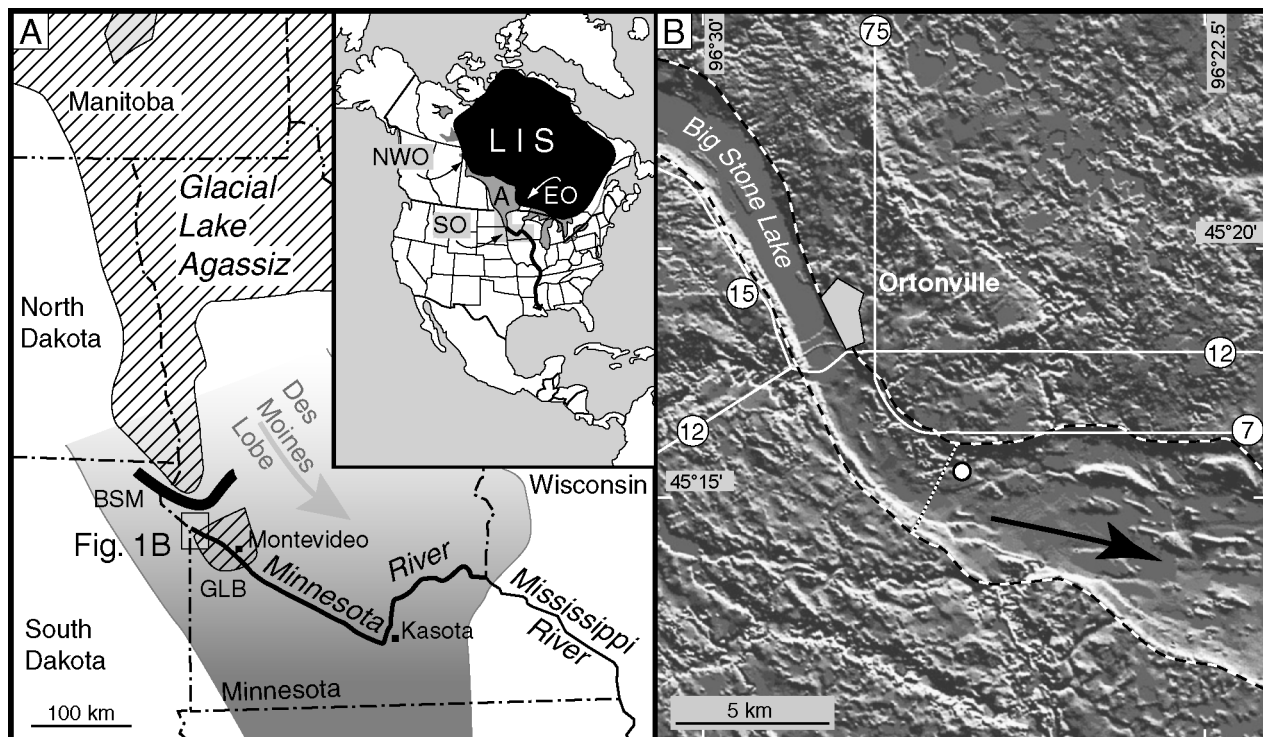 A
Manitoba
Glacial
Lake
Agassiz
North
Dakota
Des
Moines
Lobe
BSM
Fig. 1B
Montevideo
GLB
Minnesota
River
Kasota
Wisconsin
Mississippi
River
South
Dakota
Minnesota
100 km
LIS
NWO
A
EO
SO
B
96°30'
75
96°22.5'
Big Stone Lake
45°20'
15
Ortonville
12
12
7
45°15'
5 km